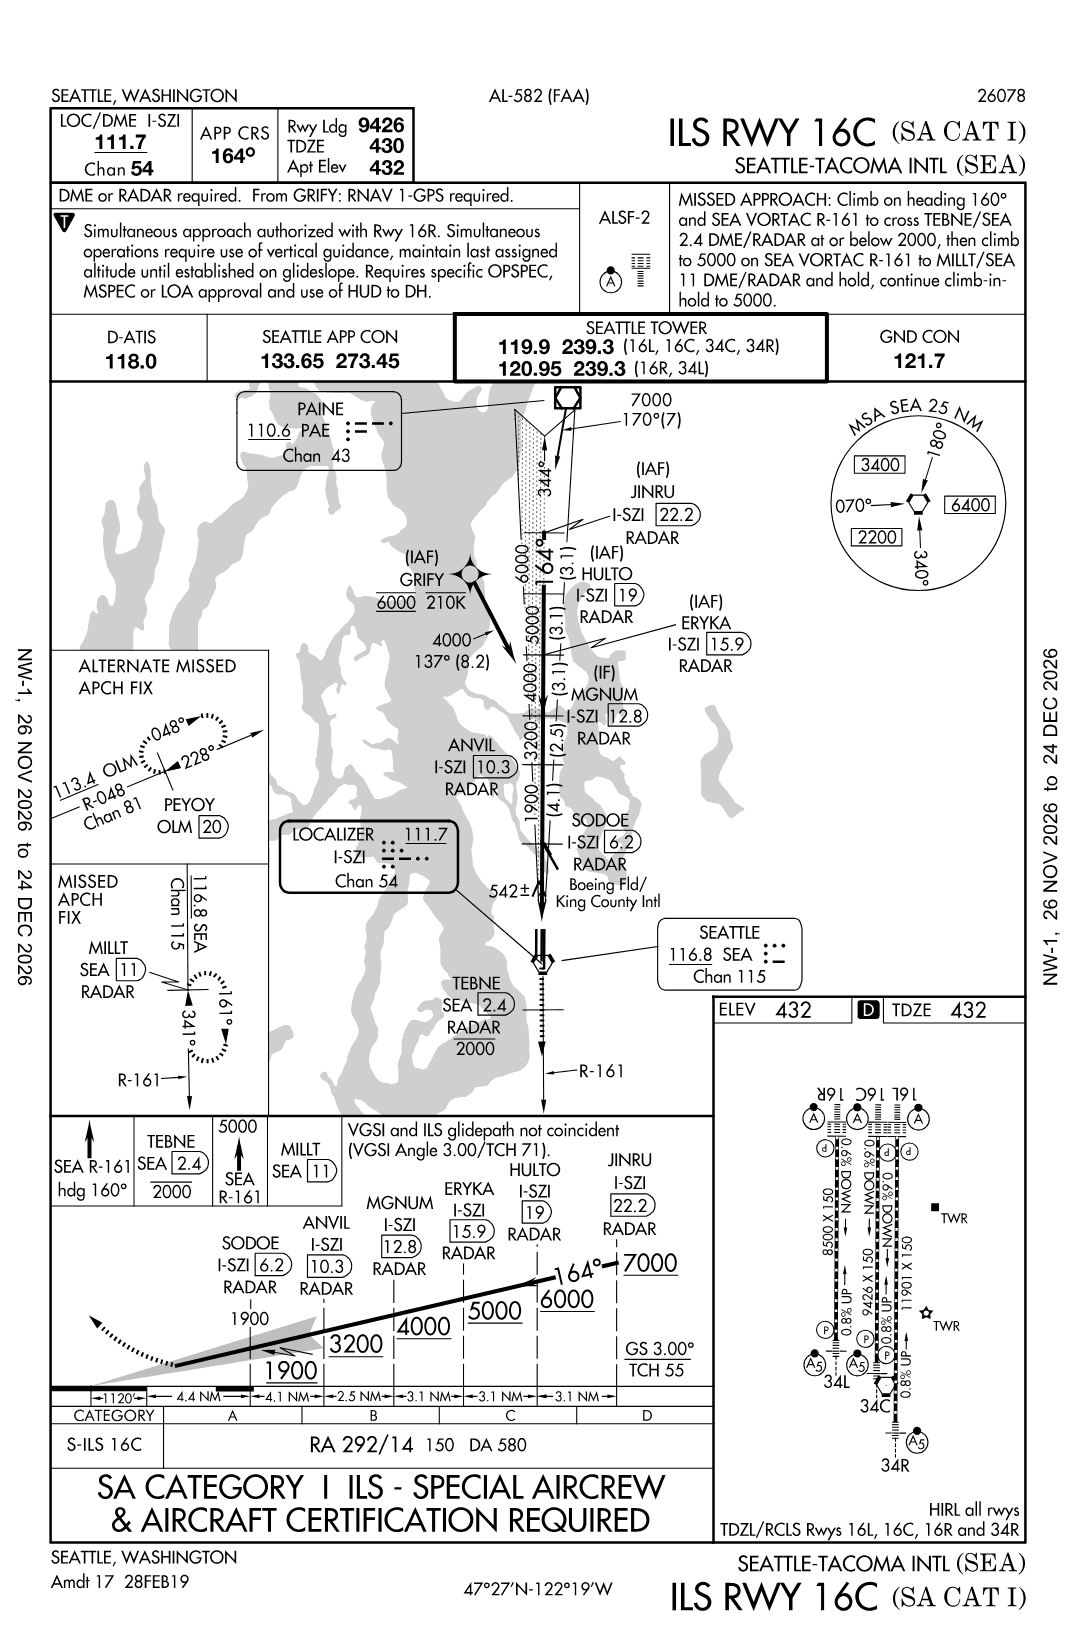 SEATTLE, WASHINGTON
AL-582 (FAA)
26078
LOC/DME I-SZI
111.7
Chan 54
APP CRS
164°
Rwy Ldg 9426
TDZE 430
Apt Elev 432
ILS RWY 16C (SA CAT I)
SEATTLE-TACOMA INTL (SEA)
DME or RADAR required. From GRIFY: RNAV 1-GPS required.
T
Simultaneous approach authorized with Rwy 16R. Simultaneous
operations require use of vertical guidance, maintain last assigned
altitude until established on glideslope. Requires specific OPSPEC,
MSPEC or LOA approval and use of HUD to DH.
ALSF-2
A
MISSED APPROACH: Climb on heading 160°
and SEA VORTAC R-161 to cross TEBNE/SEA
2.4 DME/RADAR at or below 2000, then climb
to 5000 on SEA VORTAC R-161 to MILLT/SEA
11 DME/RADAR and hold, continue climb-in-
hold to 5000.
D-ATIS
118.0
SEATTLE APP CON
133.65 273.45
SEATTLE TOWER
119.9 239.3 (16L, 16C, 34C, 34R)
120.95 239.3 (16R, 34L)
GND CON
121.7
PAINE
110.6 PAE
Chan 43
7000
170°(7)
344°
(IAF)
JINRU
I-SZI 22.2
RADAR
MSA SEA 25 NM
180°
3400
070°
6400
2200
340°
6000
164°
(3.1)
(IAF)
HULTO
I-SZI 19
RADAR
(IAF)
GRIFY
6000 210K
4000
137° (8.2)
5000
(3.1)
(IAF)
ERYKA
I-SZI 15.9
RADAR
4000
(3.1)
(IF)
MGNUM
I-SZI 12.8
RADAR
3200
(2.5)
ANVIL
I-SZI 10.3
RADAR
1900
(4.1)
SODOE
I-SZI 6.2
RADAR
Boeing Fld/
King County Intl
542±
LOCALIZER 111.7
I-SZI
Chan 54
SEATTLE
116.8 SEA
Chan 115
TEBNE
SEA 2.4
RADAR
2000
R-161
ALTERNATE MISSED
APCH FIX
048°
228°
113.4 OLM
R-048
Chan 81
PEYOY
OLM 20
MISSED
APCH
FIX
116.8 SEA
Chan 115
MILLT
SEA 11
RADAR
161°
341°
R-161
NW-1, 26 NOV 2026 to 24 DEC 2026
NW-1, 26 NOV 2026 to 24 DEC 2026
ELEV 432
D
TDZE 432
16R
16C
16L
A
A
A
P
P
P
0.6% DOWN
0.6% DOWN
0.6% DOWN
8500 X 150
9426 X 150
11901 X 150
TWR
TWR
0.8% UP
0.8% UP
0.8% UP
P
P
P
A5
A5
34L
34C
A5
34R
HIRL all rwys
TDZL/RCLS Rwys 16L, 16C, 16R and 34R
SEA R-161
hdg 160°
TEBNE
SEA 2.4
2000
5000
SEA
R-161
MILLT
SEA 11
VGSI and ILS glidepath not coincident
(VGSI Angle 3.00/TCH 71).
JINRU
I-SZI
22.2
RADAR
HULTO
I-SZI
19
RADAR
ERYKA
I-SZI
15.9
RADAR
MGNUM
I-SZI
12.8
RADAR
ANVIL
I-SZI
10.3
RADAR
SODOE
I-SZI 6.2
RADAR
164°
7000
6000
5000
4000
3200
1900
1900
GS 3.00°
TCH 55
1120'
4.4 NM
4.1 NM
2.5 NM
3.1 NM
3.1 NM
3.1 NM
CATEGORY A B C D
S-ILS 16C RA 292/14 150 DA 580
SA CATEGORY I ILS - SPECIAL AIRCREW
& AIRCRAFT CERTIFICATION REQUIRED
SEATTLE, WASHINGTON
Amdt 17 28FEB19
47°27'N-122°19'W
SEATTLE-TACOMA INTL (SEA)
ILS RWY 16C (SA CAT I)